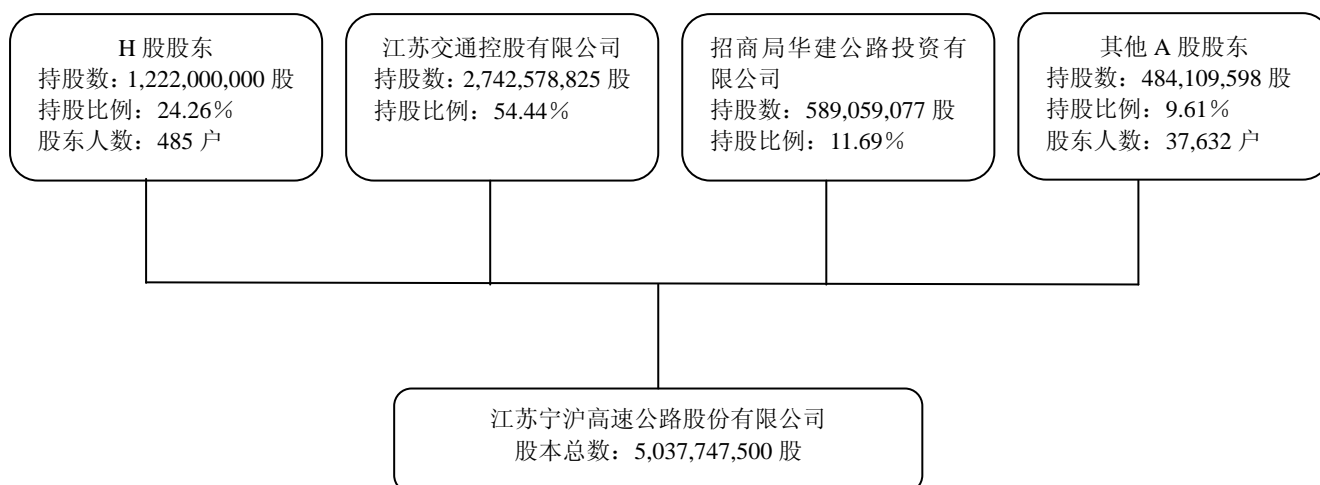 H 股股东
持股数：1,222,000,000 股
持股比例：24.26％
股东人数：485 户
江苏交通控股有限公司
持股数：2,742,578,825 股
持股比例：54.44％
招商局华建公路投资有
限公司
持股数：589,059,077 股
持股比例：11.69％
其他 A 股股东
持股数：484,109,598 股
持股比例：9.61％
股东人数：37,632 户
江苏宁沪高速公路股份有限公司
股本总数：5,037,747,500 股